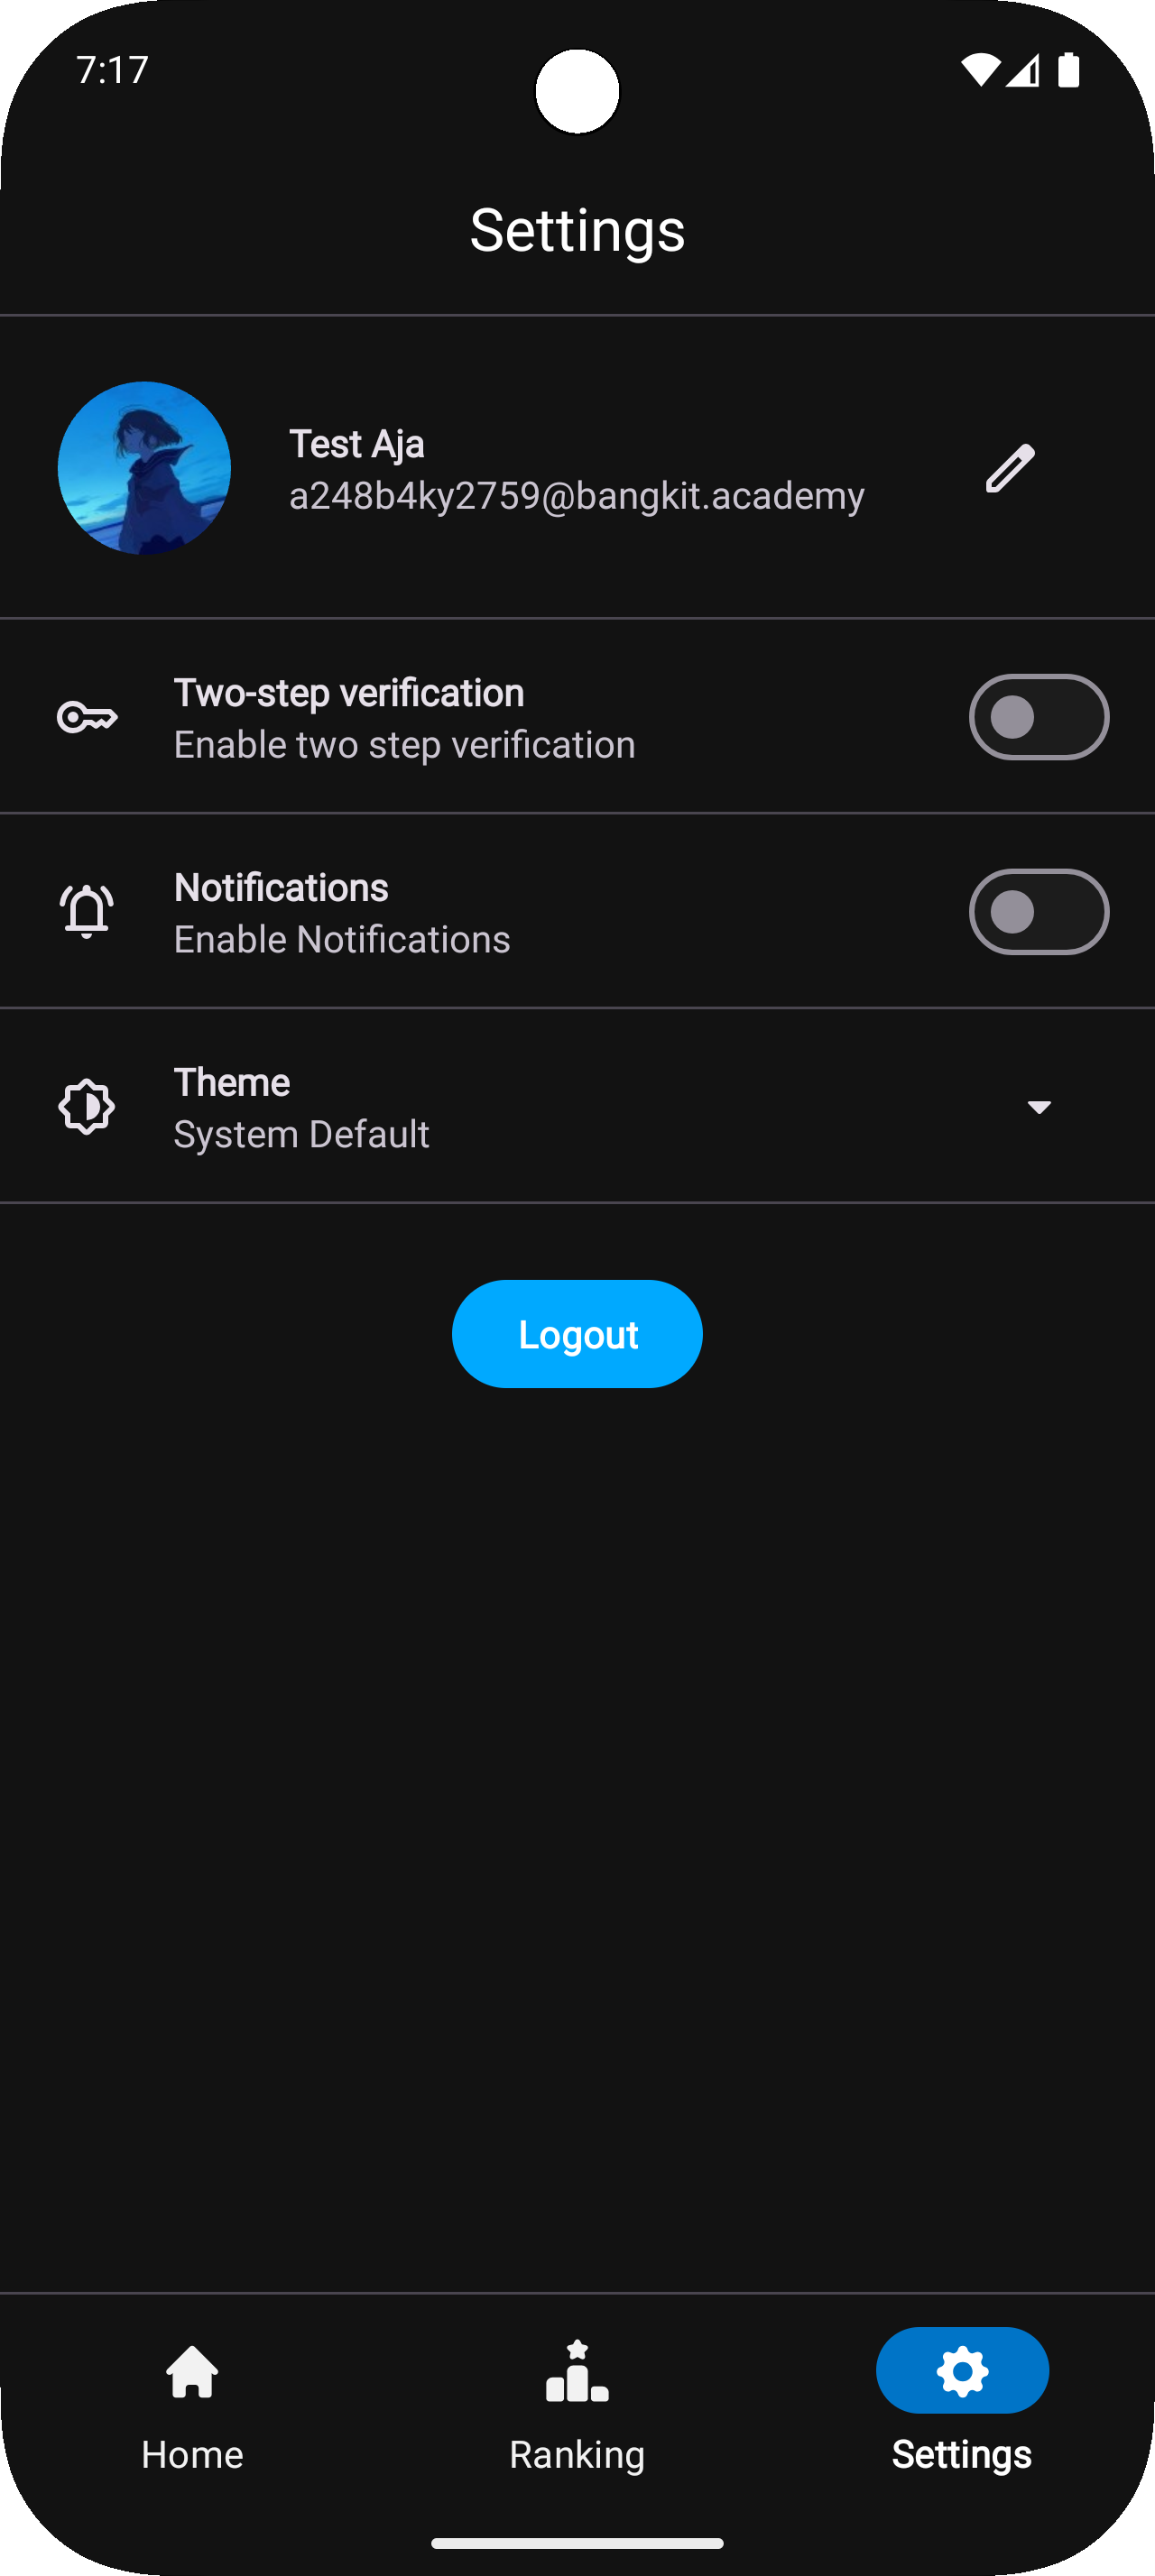 7:17
Settings
Test Aja
a248b4ky2759@bangkit.academy
Two-step verification
Enable two step verification
Notifications
Enable Notifications
Theme
System Default
Logout
Home
Ranking
Settings